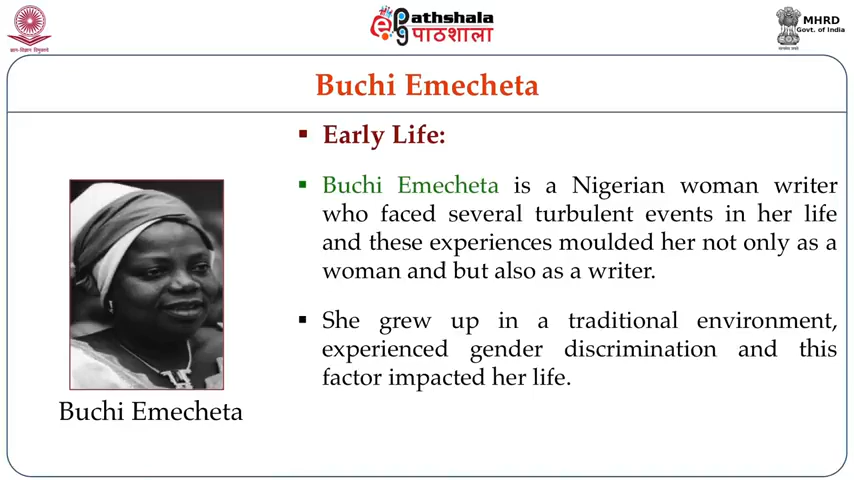 ePathshala
पाठशाला
MHRD
Govt. of India
Buchi Emecheta
▪ Early Life:
▪ Buchi Emecheta is a Nigerian woman writer
who faced several turbulent events in her life
and these experiences moulded her not only as a
woman and but also as a writer.
▪ She grew up in a traditional environment,
experienced gender discrimination and this
factor impacted her life.
Buchi Emecheta